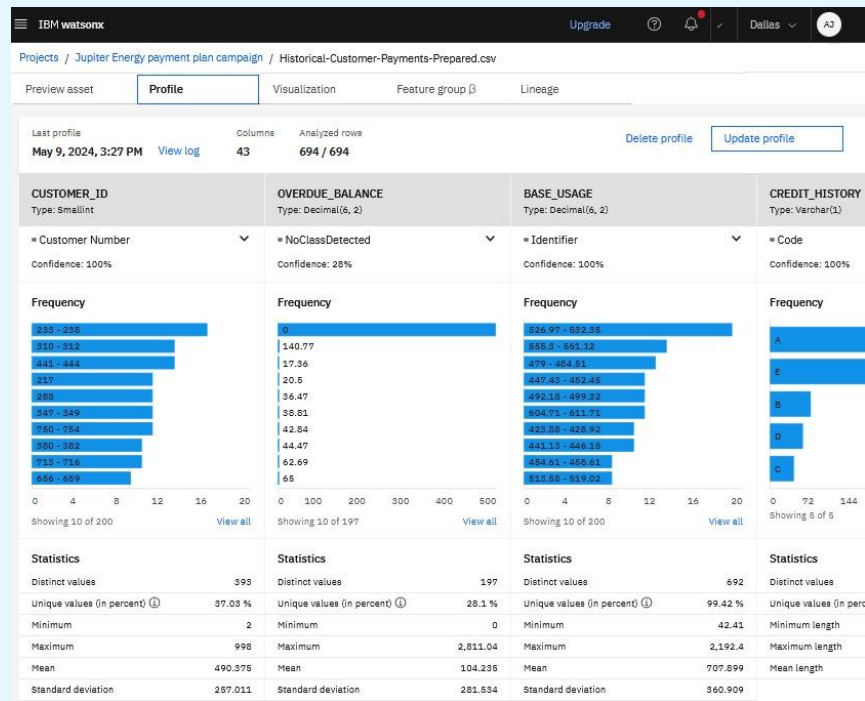 IBM watsonx
Upgrade
Dallas
AJ
Projects / Jupiter Energy payment plan campaign / Historical-Customer-Payments-Prepared.csv
Preview asset
Profile
Visualization
Feature group β
Lineage
Last profile
May 9, 2024, 3:27 PM
View log
Columns
43
Analyzed rows
694 / 694
Delete profile
Update profile
CUSTOMER_ID
Type: Smallint
Customer Number
Confidence: 100%
Frequency
233 - 238
310 - 312
441 - 444
217
288
347 - 349
750 - 754
380 - 382
713 - 716
656 - 659
0 4 8 12 16 20
Showing 10 of 200
View all
Statistics
Distinct values 393
Unique values (in percent) 37.03 %
Minimum 2
Maximum 998
Mean 490.375
Standard deviation 257.011
OVERDUE_BALANCE
Type: Decimal(6, 2)
NoClassDetected
Confidence: 28%
Frequency
0
140.77
17.36
20.5
36.47
38.81
42.84
44.47
62.69
65
0 100 200 300 400 500
Showing 10 of 197
View all
Statistics
Distinct values 197
Unique values (in percent) 28.1 %
Minimum 0
Maximum 2,811.04
Mean 104.235
Standard deviation 281.534
BASE_USAGE
Type: Decimal(6, 2)
Identifier
Confidence: 100%
Frequency
526.97 - 532.35
555.3 - 561.12
479 - 484.51
447.43 - 452.45
492.18 - 499.32
604.71 - 611.71
423.88 - 428.92
441.13 - 446.15
454.61 - 458.61
513.58 - 519.02
0 4 8 12 16 20
Showing 10 of 200
View all
Statistics
Distinct values 692
Unique values (in percent) 99.42 %
Minimum 42.41
Maximum 2,192.4
Mean 707.899
Standard deviation 360.909
CREDIT_HISTORY
Type: Varchar(1)
Code
Confidence: 100%
Frequency
A
E
B
D
C
0 72 144
Showing 5 of 5
Statistics
Distinct values
Unique values (in perc
Minimum length
Maximum length
Mean length